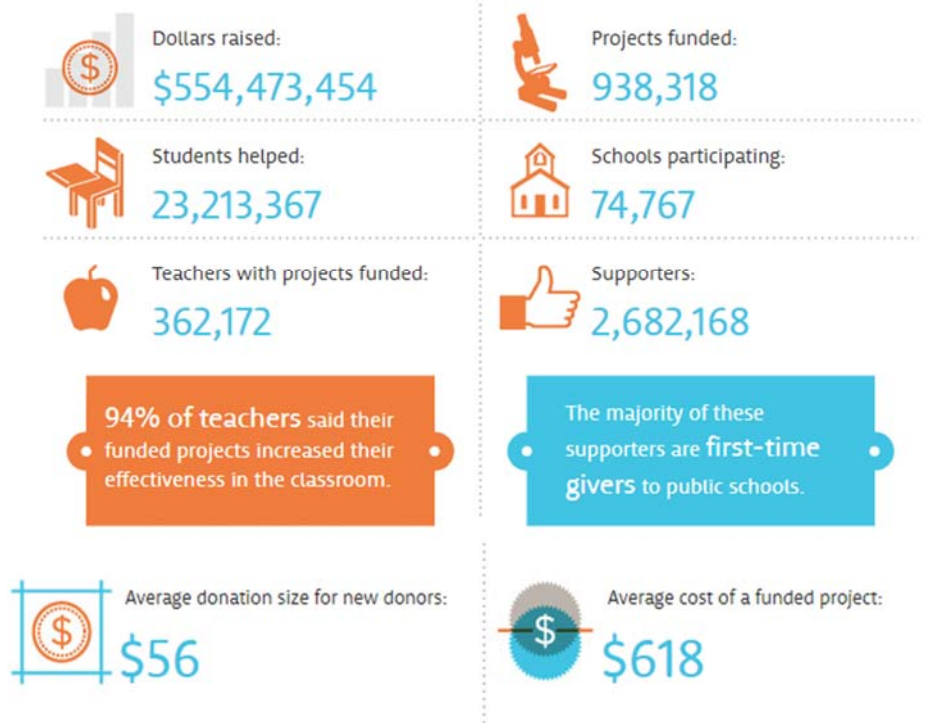 Dollars raised:
$554,473,454
Projects funded:
938,318
Students helped:
23,213,367
Schools participating:
74,767
Teachers with projects funded:
362,172
Supporters:
2,682,168
94% of teachers said their
funded projects increased their
effectiveness in the classroom.
The majority of these
supporters are first-time
givers to public schools.
Average donation size for new donors:
$56
Average cost of a funded project:
$618